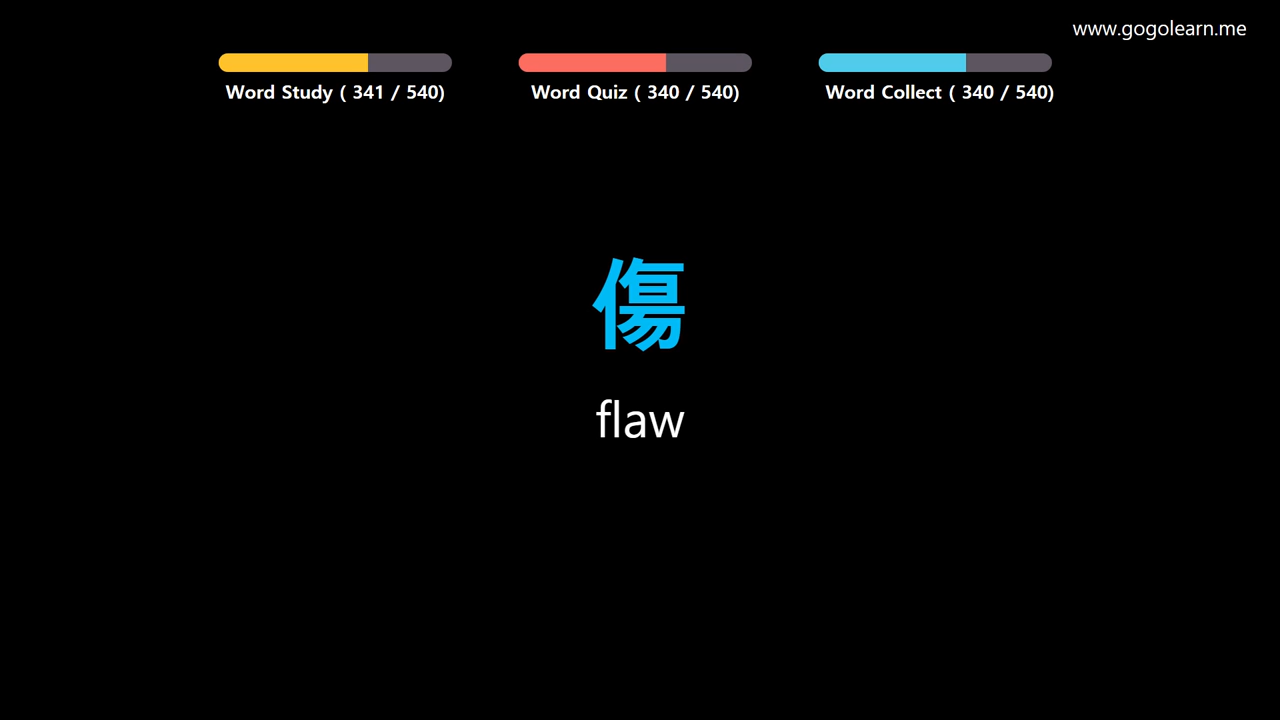 www.gogolearn.me
Word Study ( 341 / 540)
Word Quiz ( 340 / 540)
Word Collect ( 340 / 540)
傷
flaw